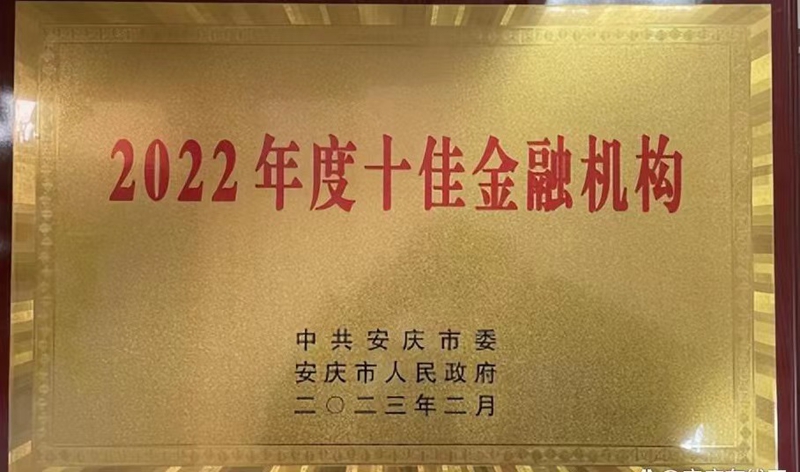 2022年度十佳金融机构
中共安庆市委
安庆市人民政府
二〇二三年二月